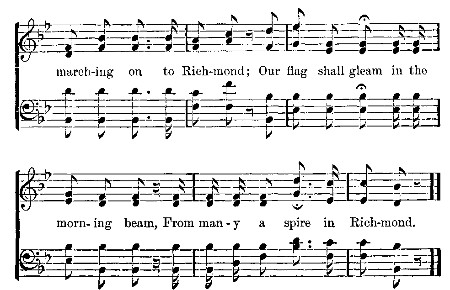 march-ing on to Rich-mond; Our flag shall gleam in the
morn-ing beam, From man-y a spire in Rich-mond.